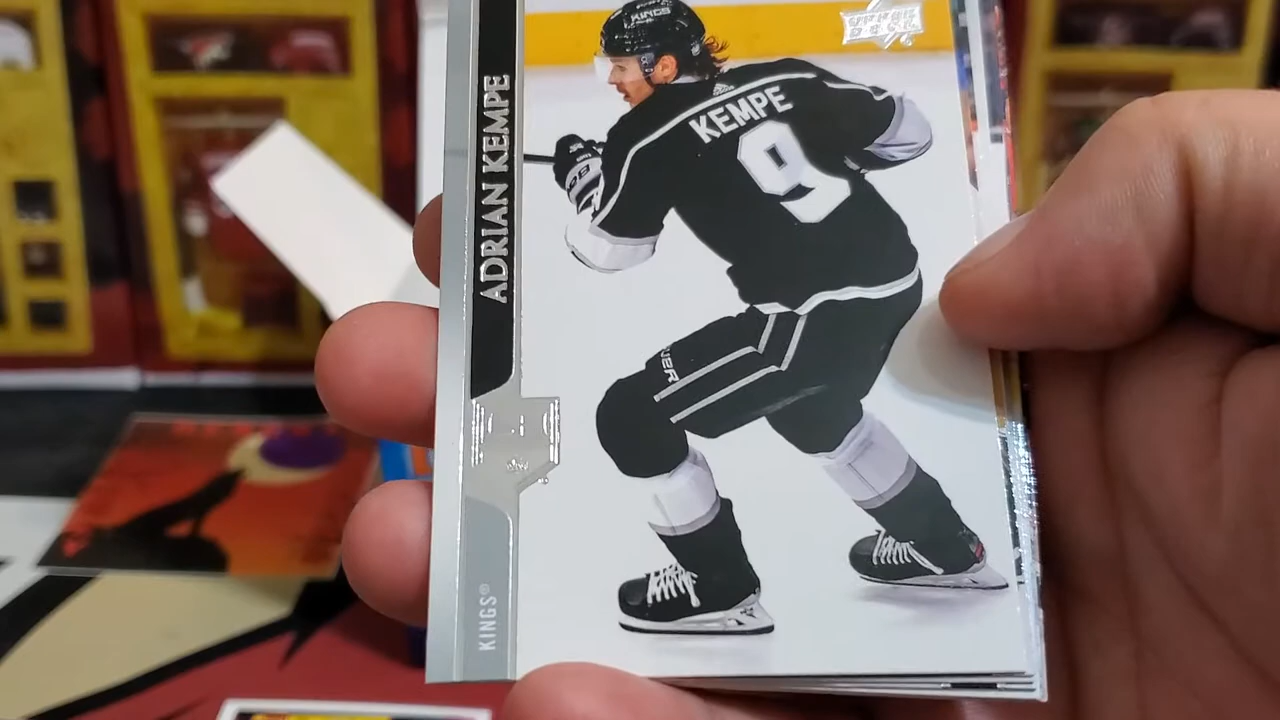 KINGS
UPPER DECK
ADRIAN KEMPE
KEMPE
9
KINGS®